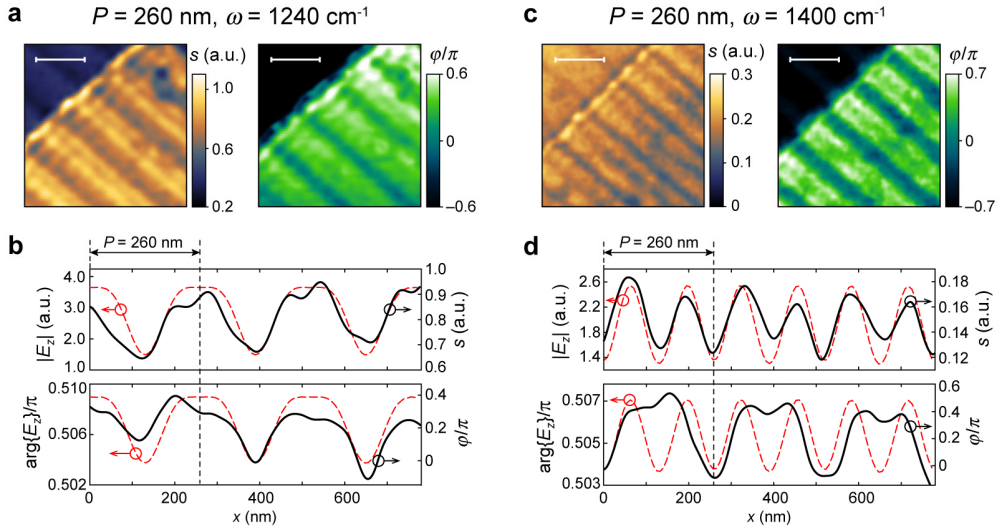 a
P = 260 nm, ω = 1240 cm⁻¹
s (a.u.)
1.0
0.8
0.6
0.4
0.2
φ/π
0.6
0
–0.6
c
P = 260 nm, ω = 1400 cm⁻¹
s (a.u.)
0.3
0.2
0.1
0
φ/π
0.7
0
–0.7
b
P = 260 nm
|E_z| (a.u.)
4.0
3.0
2.0
1.0
1.0
0.9
0.8
0.7
0.6
s (a.u.)
arg{E_z}/π
0.510
0.506
0.502
0.4
0.2
0
φ/π
0
200
400
600
x (nm)
d
P = 260 nm
|E_z| (a.u.)
2.6
2.2
1.8
1.4
0.18
0.16
0.14
0.12
s (a.u.)
arg{E_z}/π
0.507
0.505
0.503
0.6
0.4
0.2
0
φ/π
0
200
400
600
x (nm)